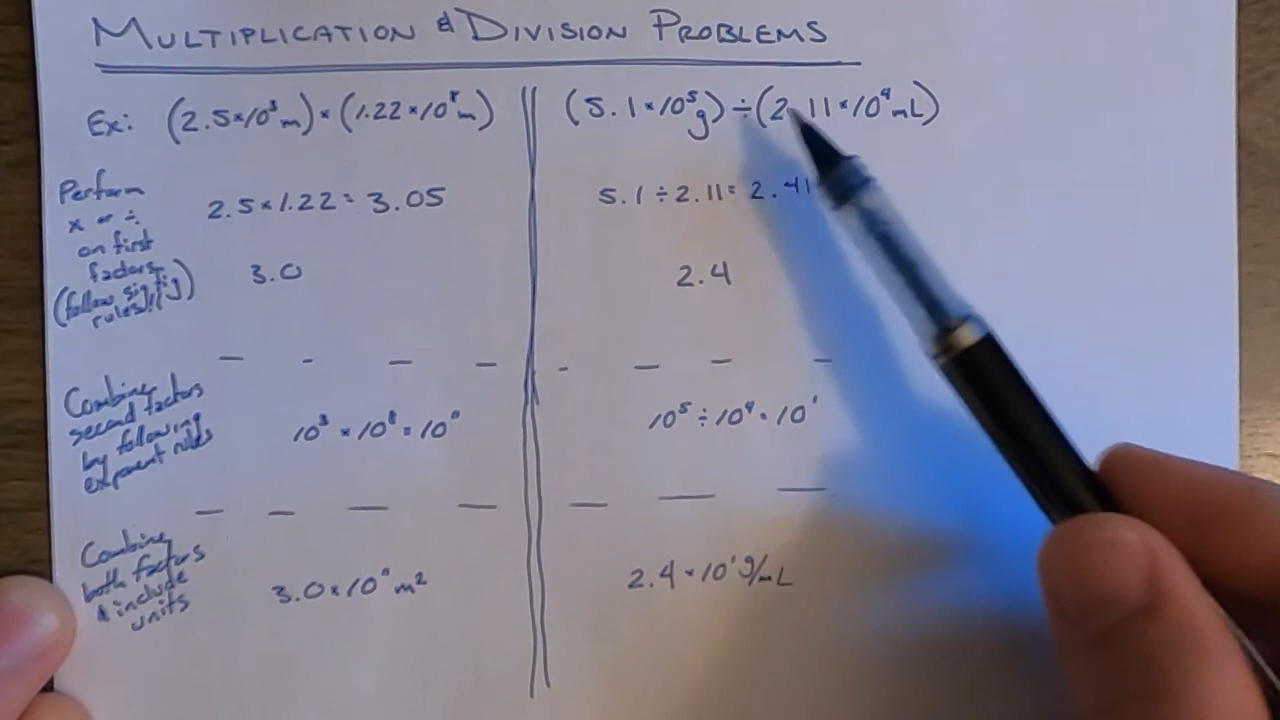 MULTIPLICATION & DIVISION PROBLEMS
Ex: (2.5×10³m)×(1.22×10⁸m)
(5.1×10⁵g)÷(2.11×10⁴mL)
Perform
x or ÷
on first
factors
(follow sig fig
rules!!)
2.5×1.22=3.05
3.0
5.1÷2.11=2.41
2.4
Combine
second factors
by following
exponent rules
10³×10⁸=10¹¹
10⁵÷10⁴=10¹
Combine
both factors
& include
units
3.0×10¹¹m²
2.4×10¹g/mL